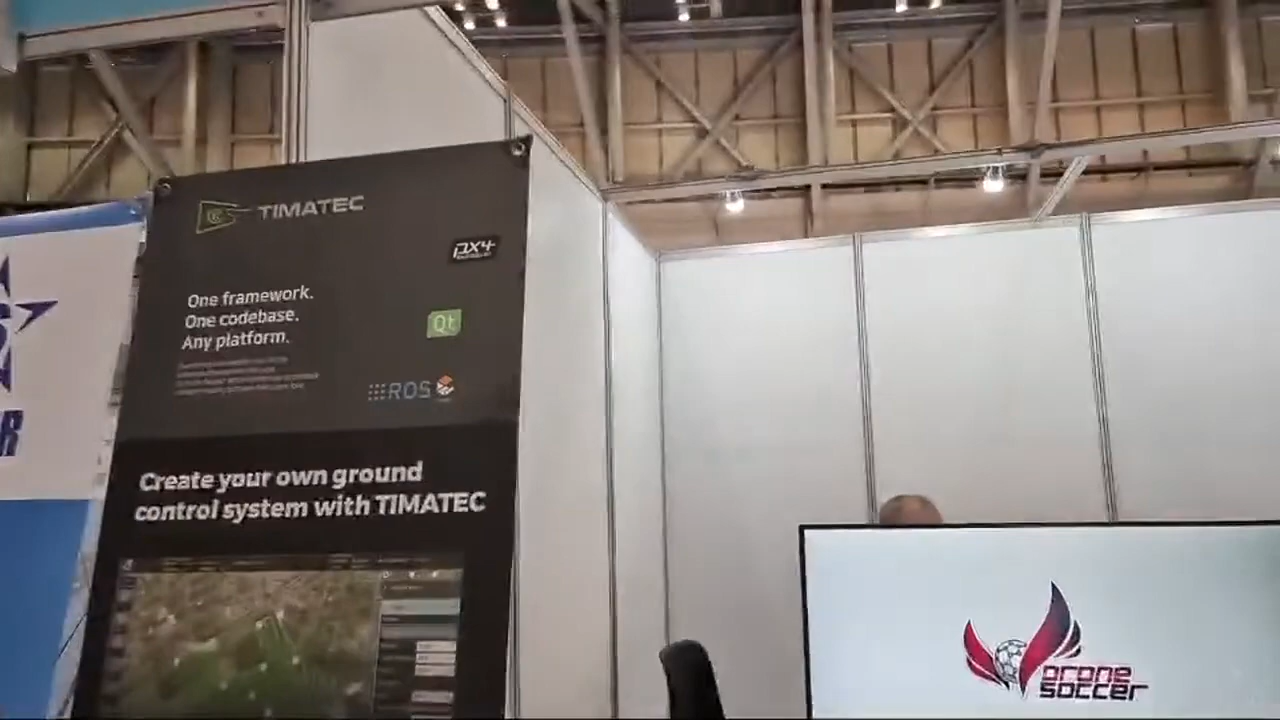 TIMATEC
PX4
One framework.
One codebase.
Any platform.
Qt
ROS
Create your own ground
control system with TIMATEC
drone
soccer